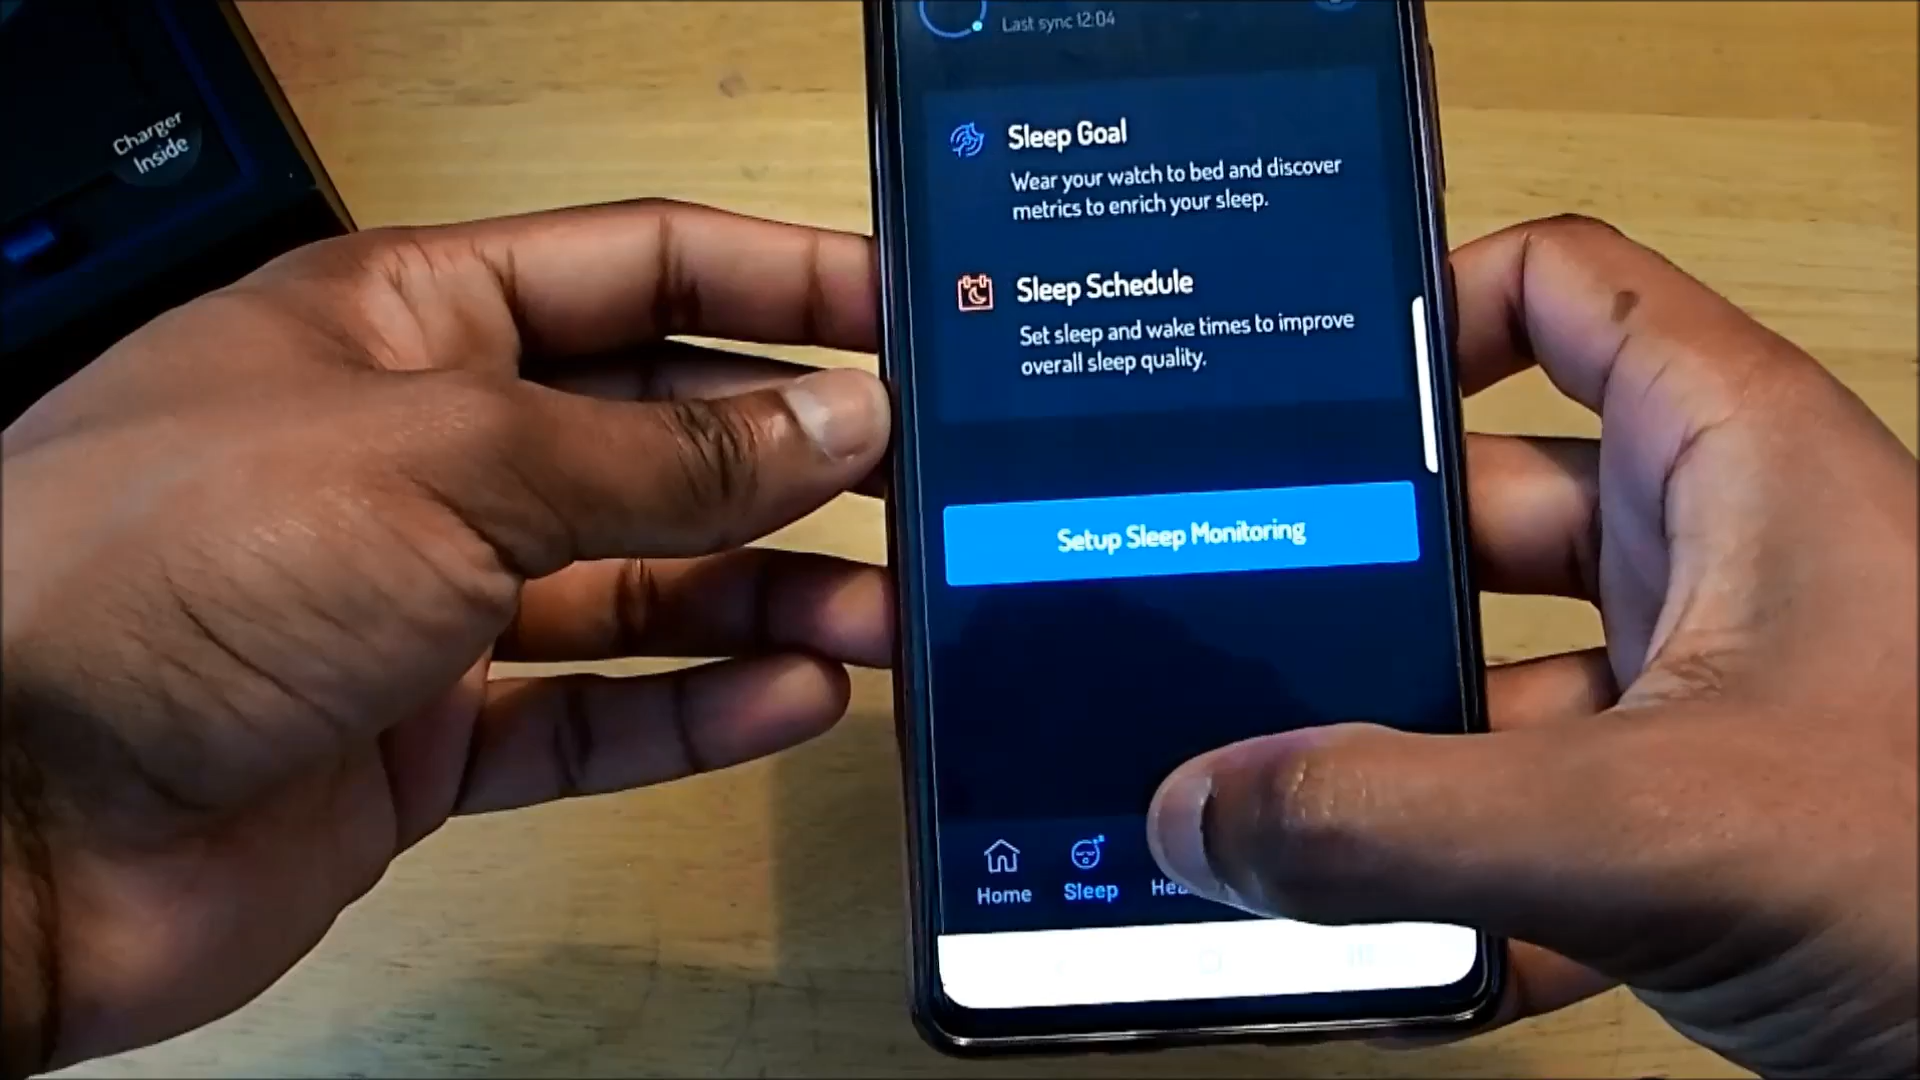 Charger
Inside
Last sync 12:04
Sleep Goal
Wear your watch to bed and discover
metrics to enrich your sleep.
Sleep Schedule
Set sleep and wake times to improve
overall sleep quality.
Setup Sleep Monitoring
Home
Sleep